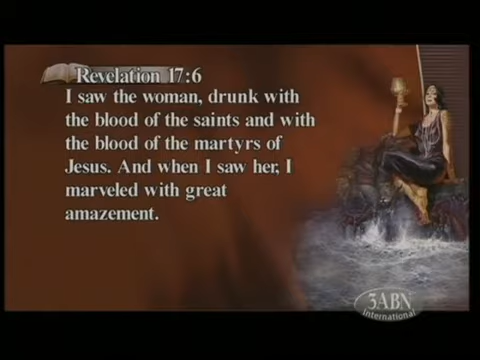 Revelation 17:6
I saw the woman, drunk with
the blood of the saints and with
the blood of the martyrs of
Jesus. And when I saw her, I
marveled with great
amazement.
3ABN
International